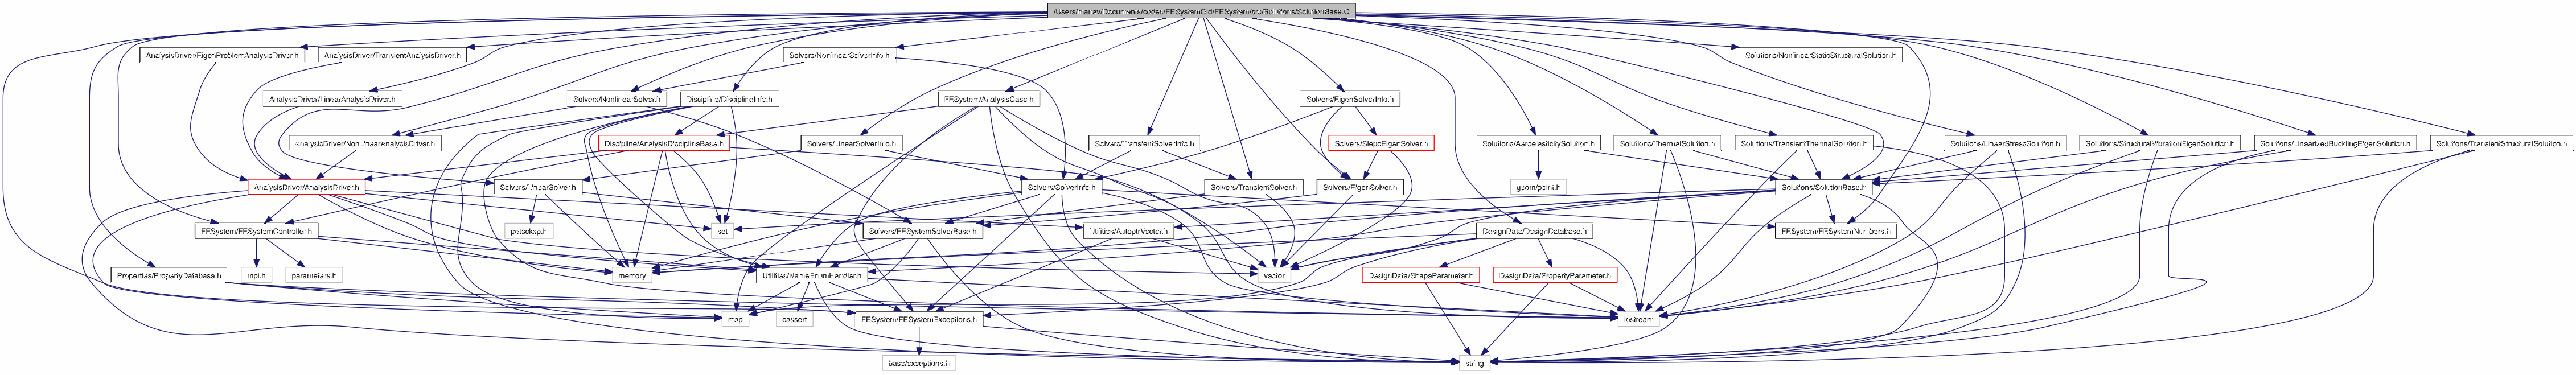 /Users/manav/Documents/codes/FESystemOld/FESystem/src/Solutions/SolutionBase.C
AnalysisDriver/EigenProblemAnalysisDriver.h
AnalysisDriver/TransientAnalysisDriver.h
Solvers/NonlinearSolverInfo.h
Solutions/NonlinearStaticStructuralSolution.h
AnalysisDriver/LinearAnalysisDriver.h
Solvers/NonlinearSolver.h
Discipline/DisciplineInfo.h
FESystem/AnalysisCase.h
Solvers/EigenSolverInfo.h
AnalysisDriver/NonLinearAnalysisDriver.h
Discipline/AnalysisDisciplineBase.h
Solvers/LinearSolverInfo.h
Solvers/TransientSolverInfo.h
Solvers/SlepcEigenSolver.h
Solutions/AeroelasticitySolution.h
Solutions/ThermalSolution.h
Solutions/TransientThermalSolution.h
Solutions/LinearStressSolution.h
Solutions/StructuralVibrationEigenSolution.h
Solutions/LinearizedBucklingEigenSolution.h
Solutions/TransientStructuralSolution.h
AnalysisDriver/AnalysisDriver.h
Solvers/LinearSolver.h
Solvers/SolverInfo.h
Solvers/TransientSolver.h
Solvers/EigenSolver.h
geom/point.h
Solutions/SolutionBase.h
FESystem/FESystemController.h
petscksp.h
set
Solvers/FESystemSolverBase.h
Utilities/AutoptrVector.h
DesignData/DesignDatabase.h
FESystem/FESystemNumbers.h
Properties/PropertyDatabase.h
mpi.h
parameters.h
memory
Utilities/NameEnumHandler.h
vector
DesignData/ShapeParameter.h
DesignData/PropertyParameter.h
map
cassert
FESystem/FESystemExceptions.h
iostream
base/exceptions.h
string